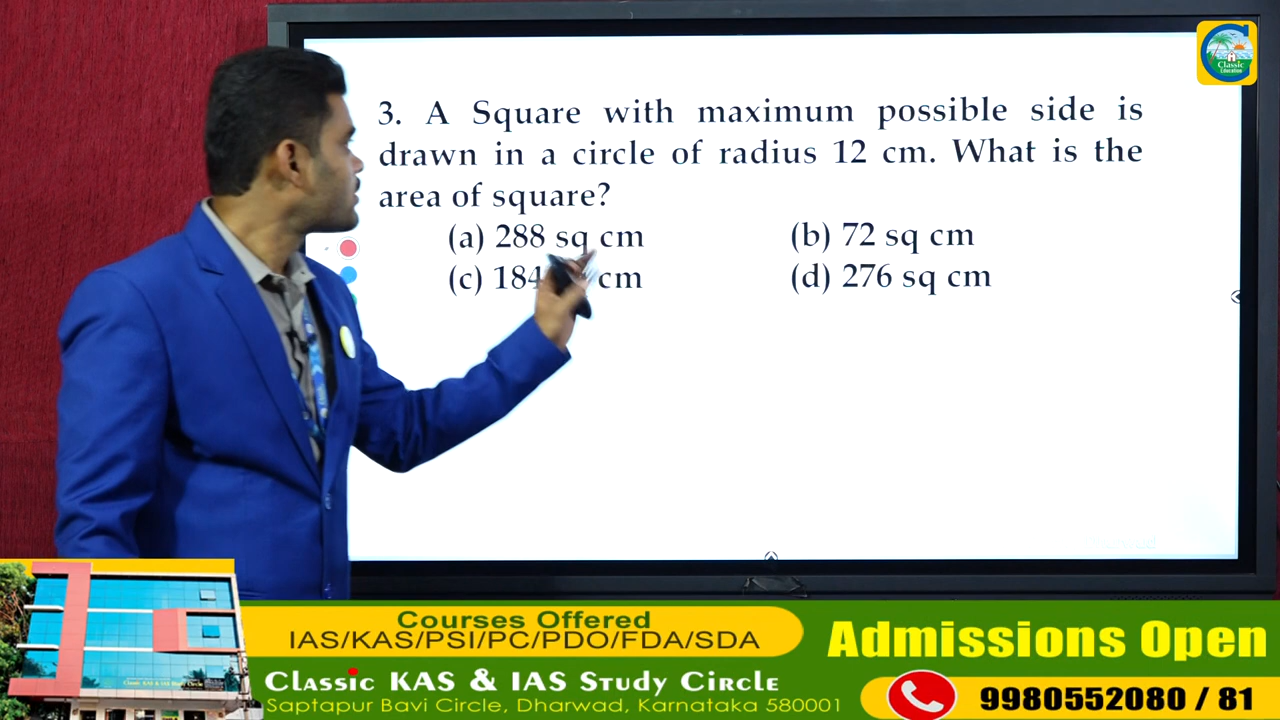 Classic
Education
3. A Square with maximum possible side is
drawn in a circle of radius 12 cm. What is the
area of square?
(a) 288 sq cm
(b) 72 sq cm
(c) 184 cm
(d) 276 sq cm
Courses Offered
IAS/KAS/PSI/PC/PDO/FDA/SDA
Classic KAS & IAS Study Circle
Saptapur Bavi Circle, Dharwad, Karnataka 580001
Admissions Open
9980552080 / 81